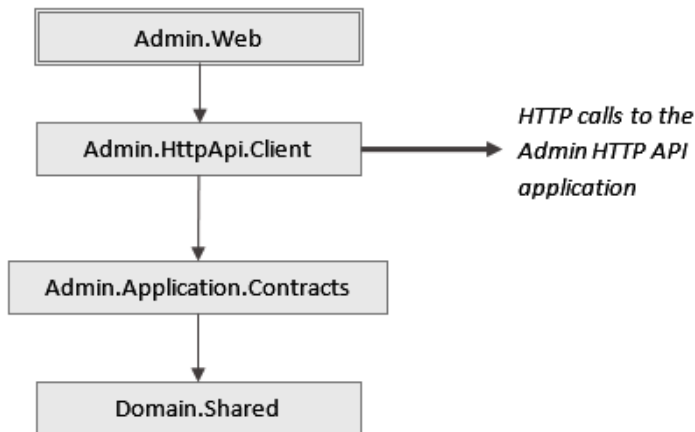 Admin.Web
Admin.HttpApi.Client
HTTP calls to the
Admin HTTP API
application
Admin.Application.Contracts
Domain.Shared